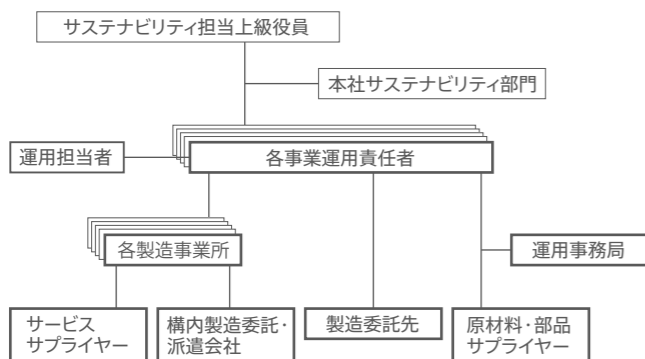 サステナビリティ担当上級役員
本社サステナビリティ部門
運用担当者
各事業運用責任者
各製造事業所
運用事務局
サービス
サプライヤー
構内製造委託・
派遣会社
製造委託先
原材料・部品
サプライヤー